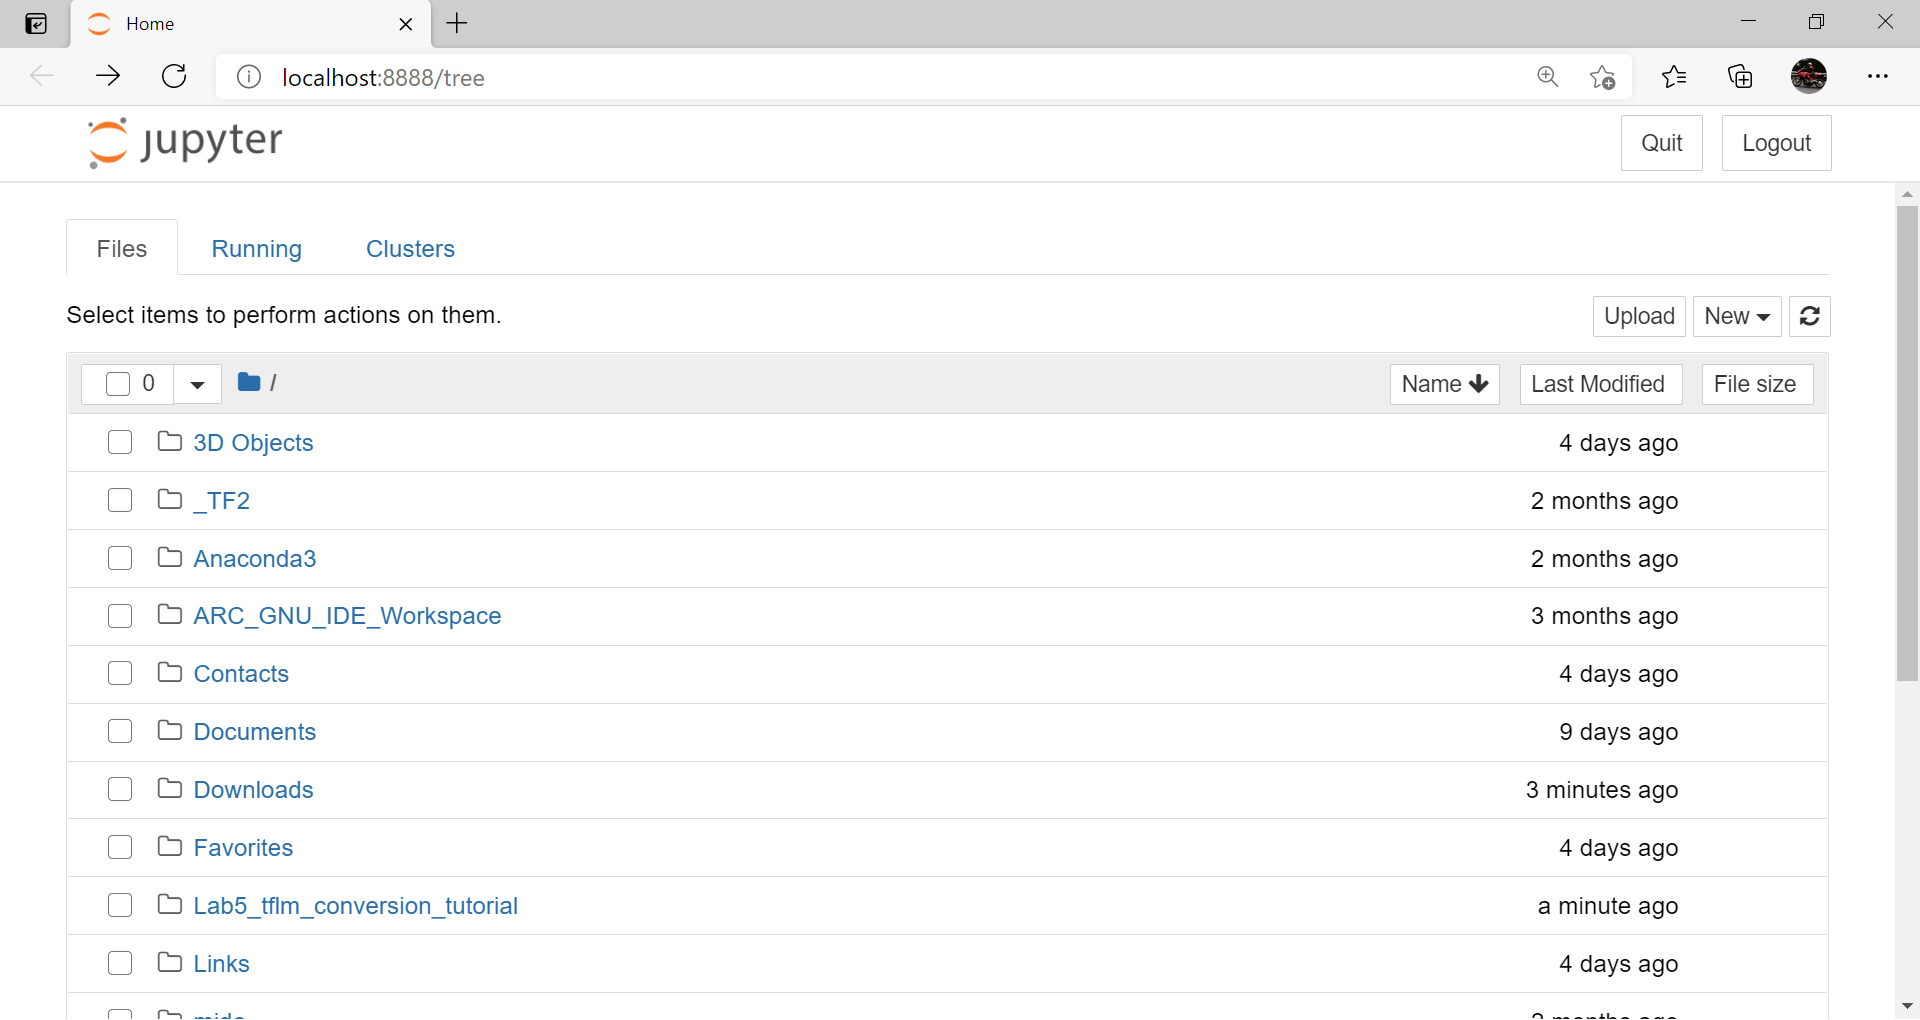 Home
localhost:8888/tree
jupyter
Quit
Logout
Files
Running
Clusters
Select items to perform actions on them.
Upload
New
0
/
Name
Last Modified
File size
3D Objects
4 days ago
_TF2
2 months ago
Anaconda3
2 months ago
ARC_GNU_IDE_Workspace
3 months ago
Contacts
4 days ago
Documents
9 days ago
Downloads
3 minutes ago
Favorites
4 days ago
Lab5_tflm_conversion_tutorial
a minute ago
Links
4 days ago